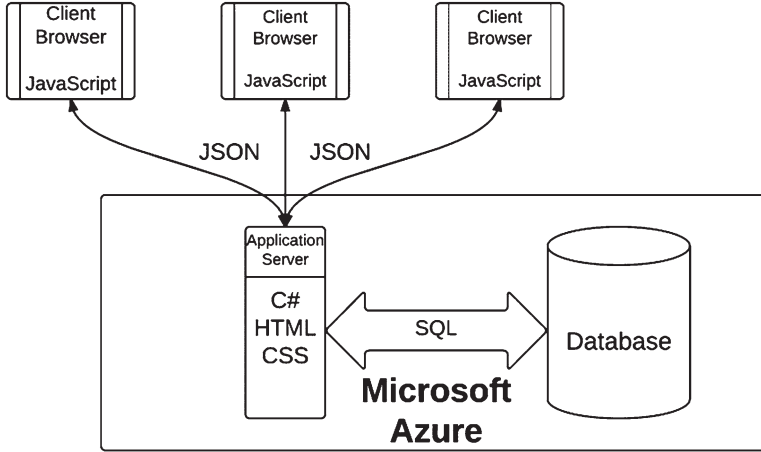 Client
Browser
JavaScript
Client
Browser
JavaScript
Client
Browser
JavaScript
JSON
JSON
Application
Server
C#
HTML
CSS
SQL
Database
Microsoft
Azure